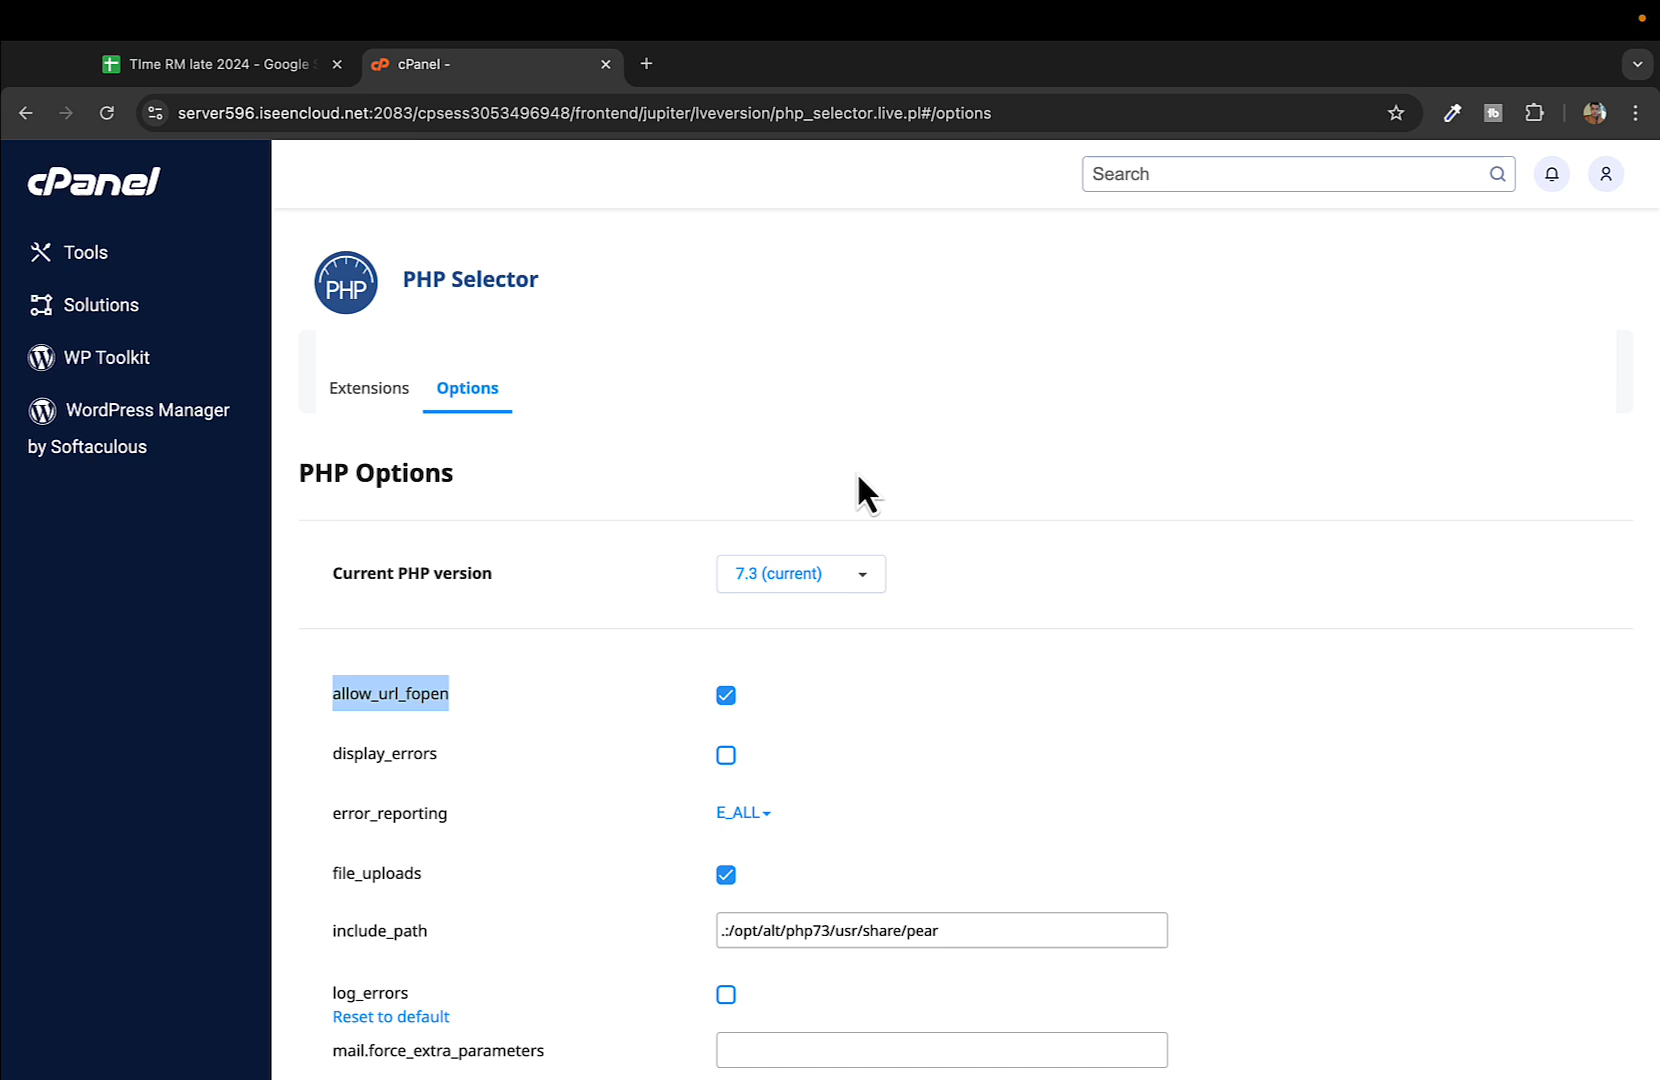 TIme RM late 2024 - Google S
cPanel -
server596.iseencloud.net:2083/cpsess3053496948/frontend/jupiter/lveversion/php_selector.live.pl#/options
cPanel
Search
Tools
Solutions
WP Toolkit
WordPress Manager
by Softaculous
PHP
PHP Selector
Extensions
Options
PHP Options
Current PHP version
7.3 (current)
allow_url_fopen
display_errors
error_reporting
E_ALL
file_uploads
include_path
.:/opt/alt/php73/usr/share/pear
log_errors
Reset to default
mail.force_extra_parameters